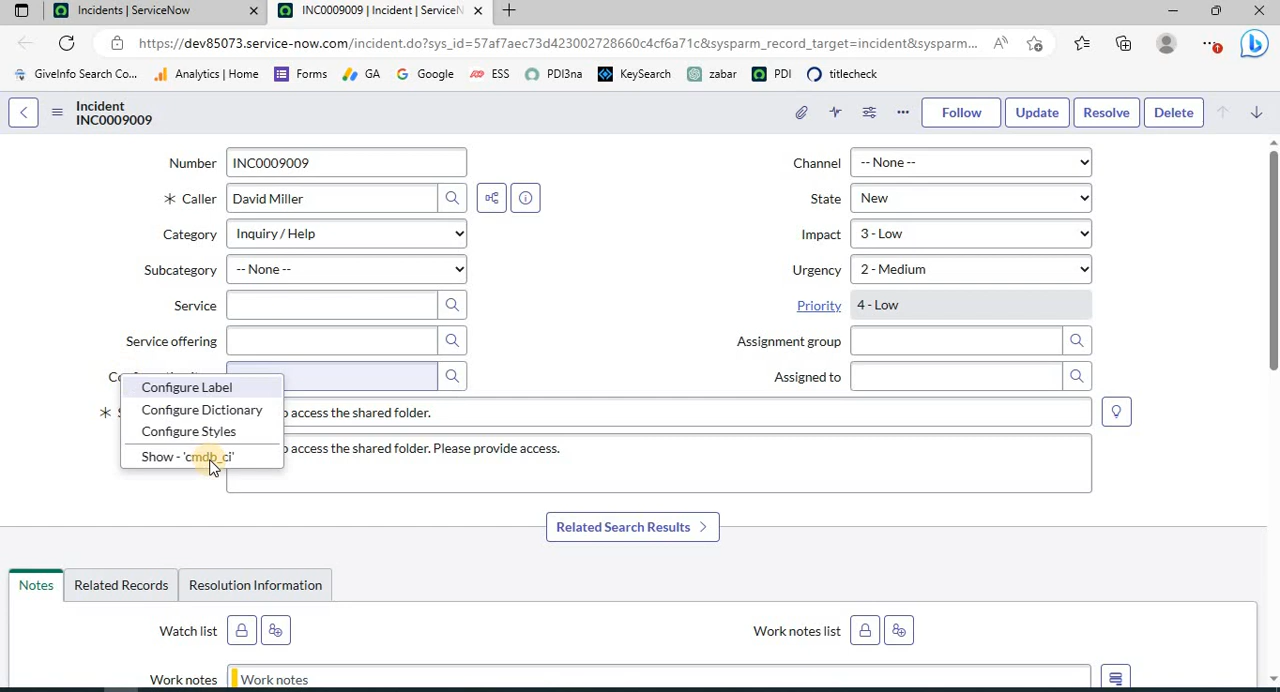 Incidents | ServiceNow
INC0009009 | Incident | ServiceN
https://dev85073.service-now.com/incident.do?sys_id=57af7aec73d423002728660c4cf6a71c&sysparm_record_target=incident&sysparm...
GiveInfo Search Co... Analytics | Home Forms GA Google ESS PDI3na KeySearch zabar PDI titlecheck
Incident
INC0009009
Follow Update Resolve Delete
Number INC0009009 Channel -- None --
Caller David Miller State New
Category Inquiry / Help Impact 3 - Low
Subcategory -- None -- Urgency 2 - Medium
Service Priority 4 - Low
Service offering Assignment group
Assigned to
Configure Label
Configure Dictionary
Configure Styles
Show - 'cmdb_ci'
access the shared folder.
access the shared folder. Please provide access.
Related Search Results
Notes Related Records Resolution Information
Watch list Work notes list
Work notes Work notes